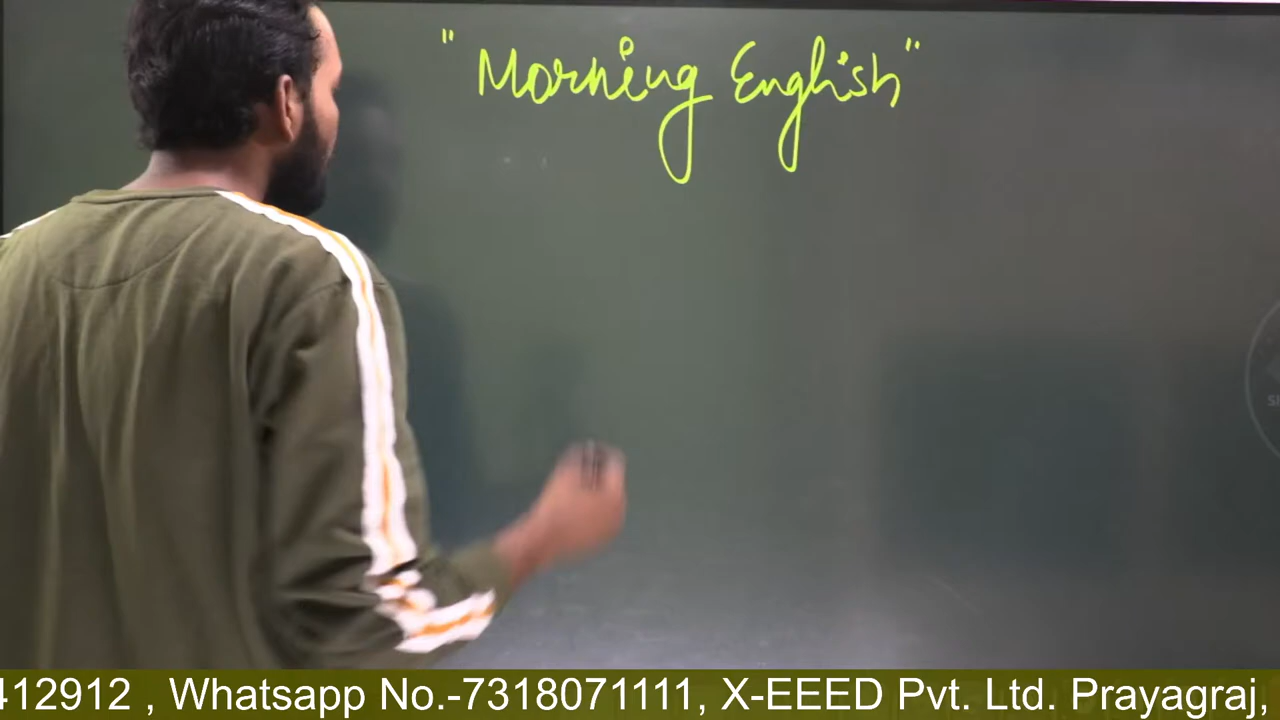 "Morning English"
412912 , Whatsapp No.-7318071111, X-EEED Pvt. Ltd. Prayagraj,